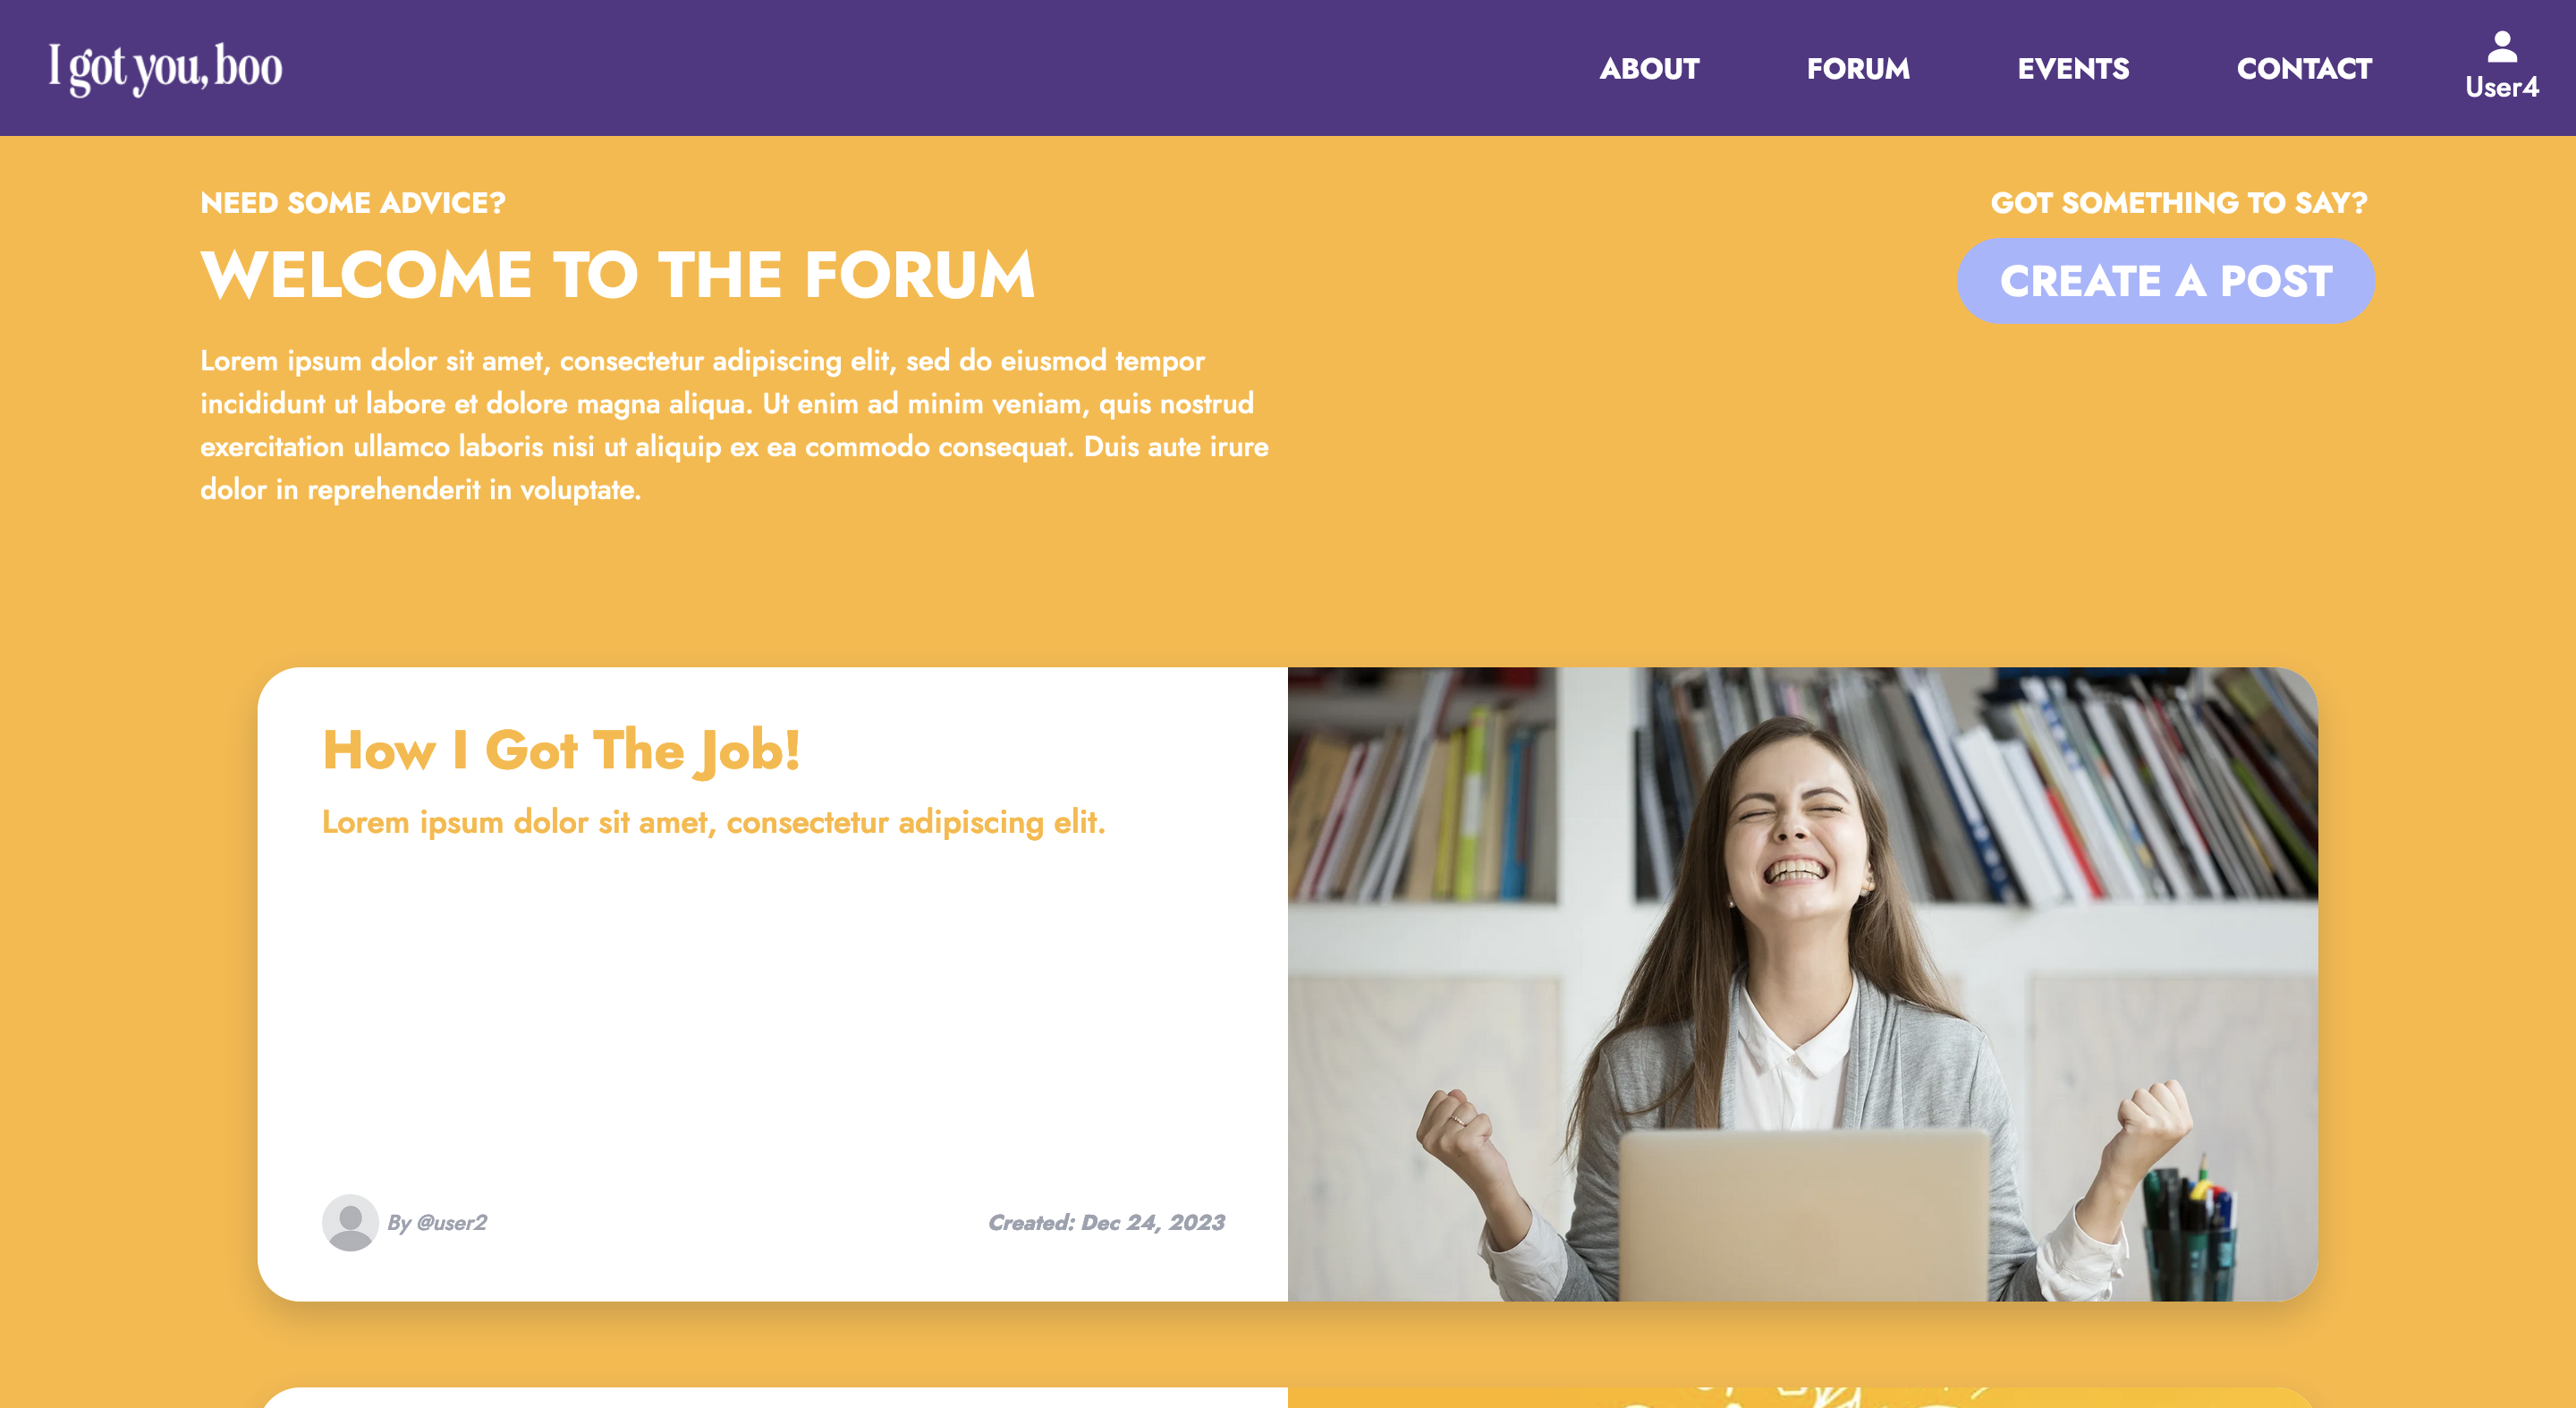 I got you, boo
ABOUT
FORUM
EVENTS
CONTACT
User4
NEED SOME ADVICE?
WELCOME TO THE FORUM
Lorem ipsum dolor sit amet, consectetur adipiscing elit, sed do eiusmod tempor
incididunt ut labore et dolore magna aliqua. Ut enim ad minim veniam, quis nostrud
exercitation ullamco laboris nisi ut aliquip ex ea commodo consequat. Duis aute irure
dolor in reprehenderit in voluptate.
GOT SOMETHING TO SAY?
CREATE A POST
How I Got The Job!
Lorem ipsum dolor sit amet, consectetur adipiscing elit.
By @user2
Created: Dec 24, 2023